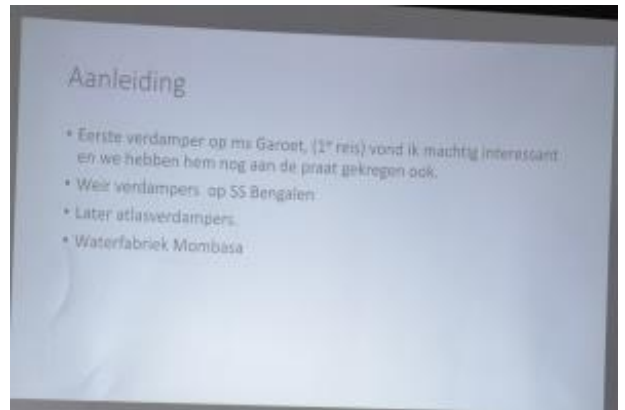 Aanleiding
• Eerste verdamper op ms Garoet, (1e reis) vond ik machtig interessant
en we hebben hem nog aan de praat gekregen ook.
• Weir verdampers op SS Bengalen
• Later atlasverdampers.
• Waterfabriek Mombasa